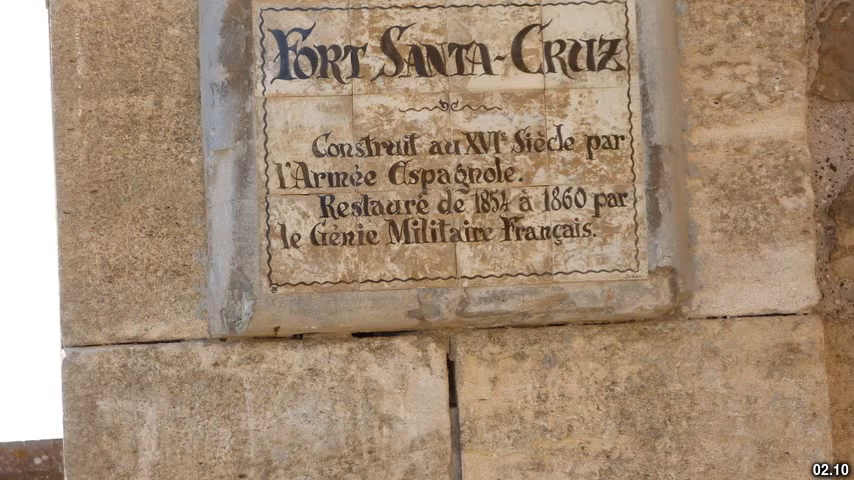 FORT SANTA-CRUZ
Construit au XVIe Siècle par
l'Armée Espagnole.
Restauré de 1854 à 1860 par
le Génie Militaire Français.
02.10